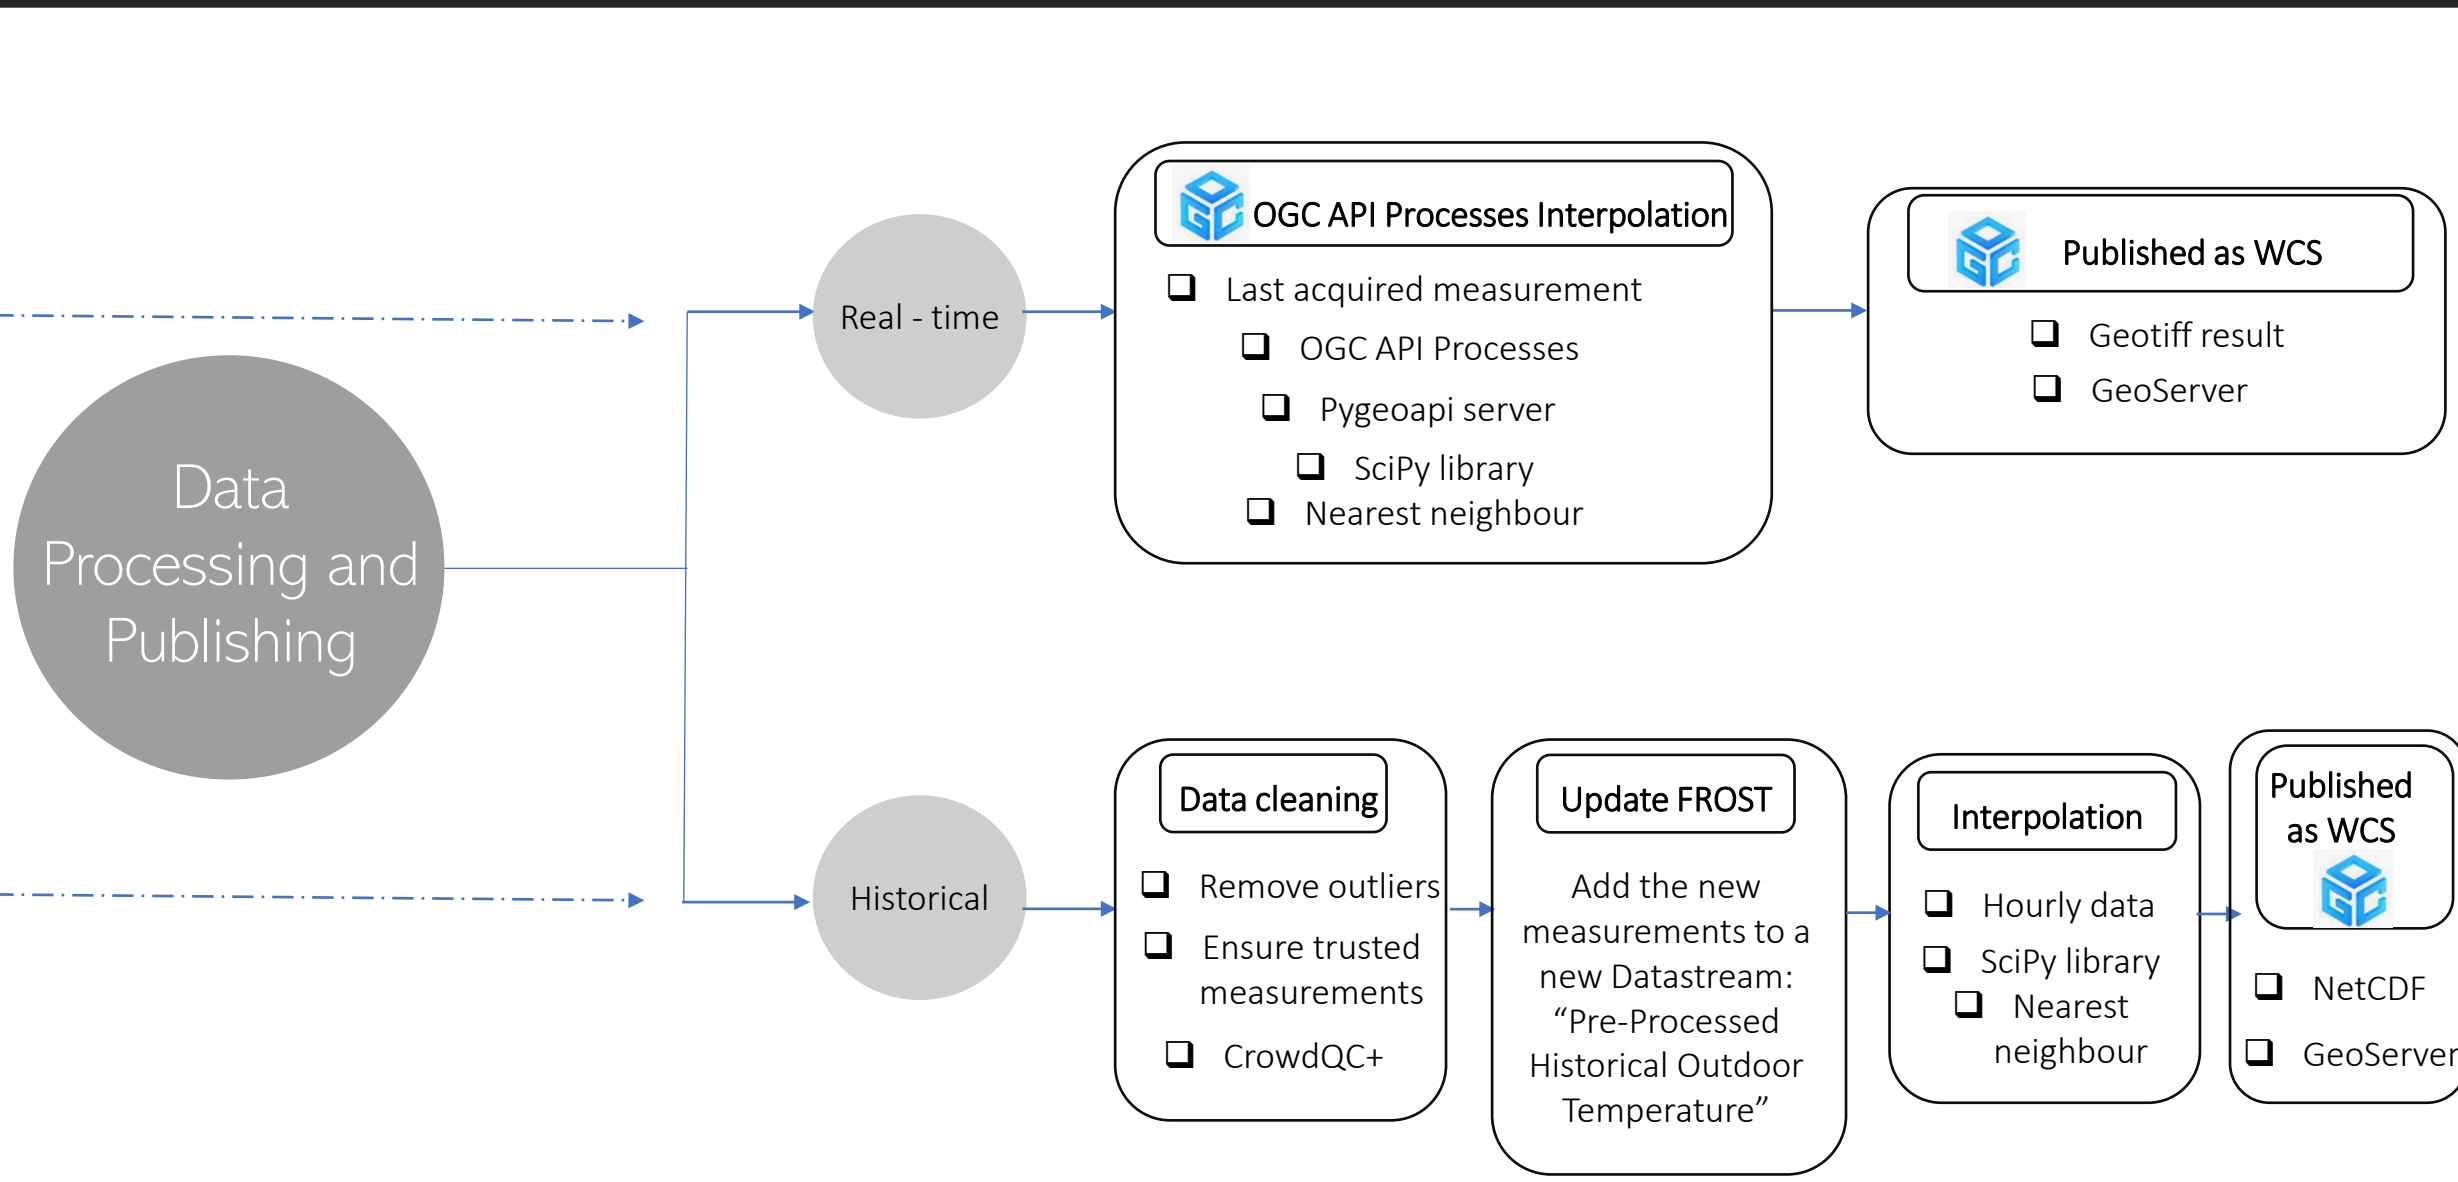 Data
Processing and
Publishing
Real - time
OGC API Processes Interpolation
Last acquired measurement
OGC API Processes
Pygeoapi server
SciPy library
Nearest neighbour
Published as WCS
Geotiff result
GeoServer
Historical
Data cleaning
Remove outliers
Ensure trusted
measurements
CrowdQC+
Update FROST
Add the new
measurements to a
new Datastream:
“Pre-Processed
Historical Outdoor
Temperature”
Interpolation
Hourly data
SciPy library
Nearest
neighbour
Published
as WCS
NetCDF
GeoServer